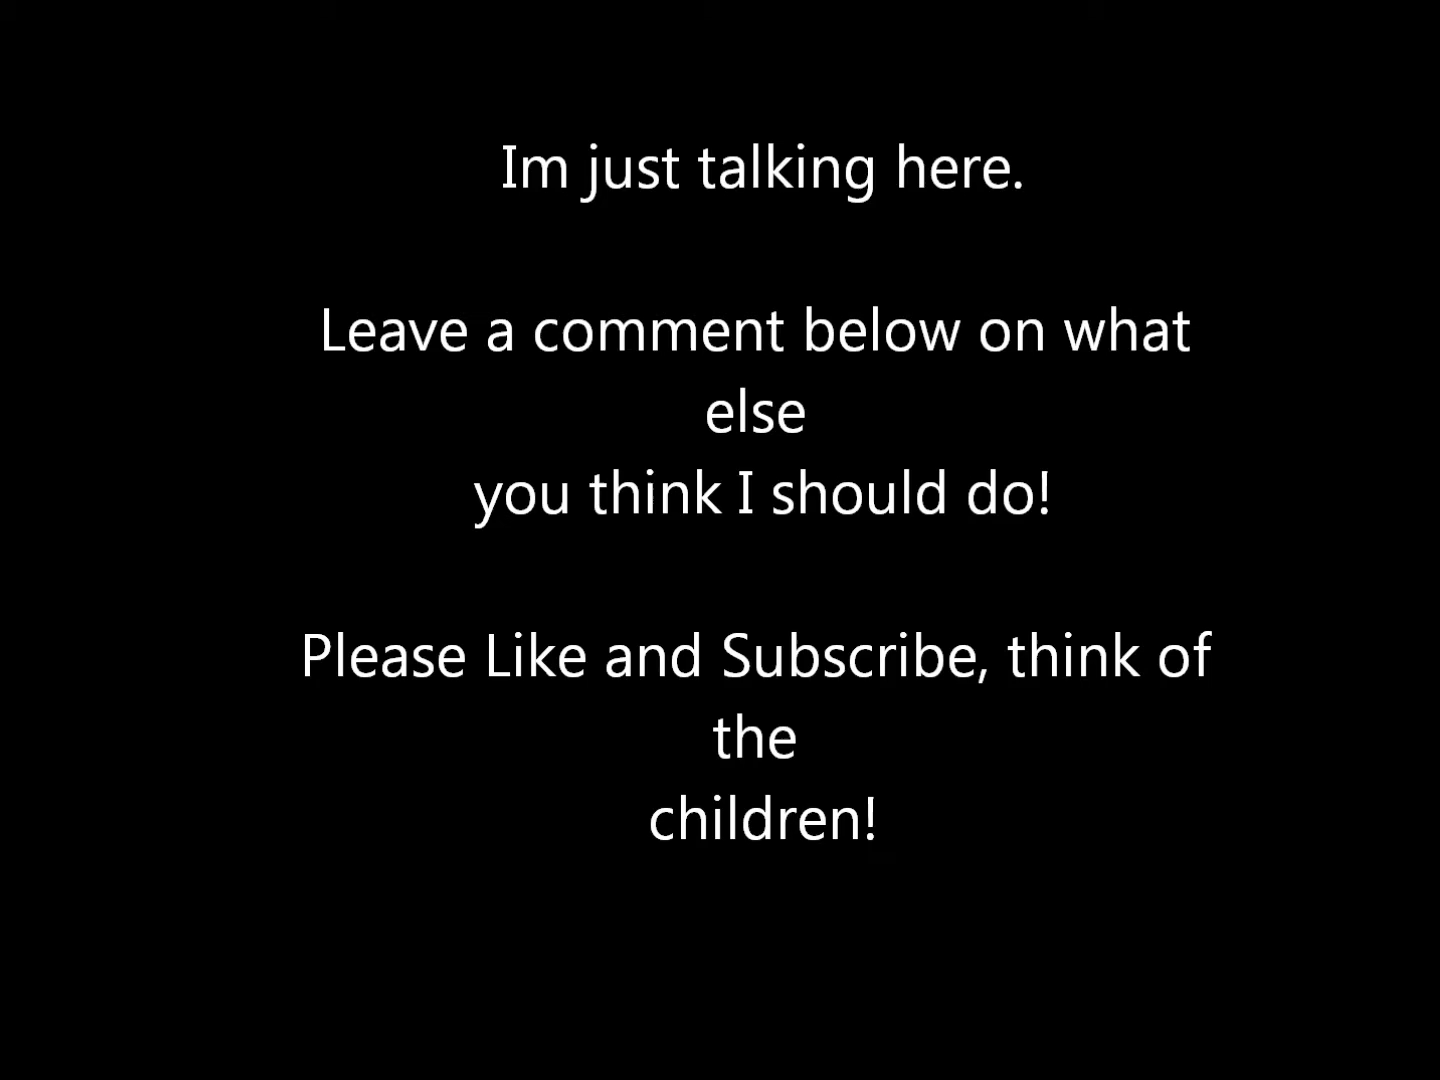 Im just talking here.
Leave a comment below on what
else
you think I should do!
Please Like and Subscribe, think of
the
children!